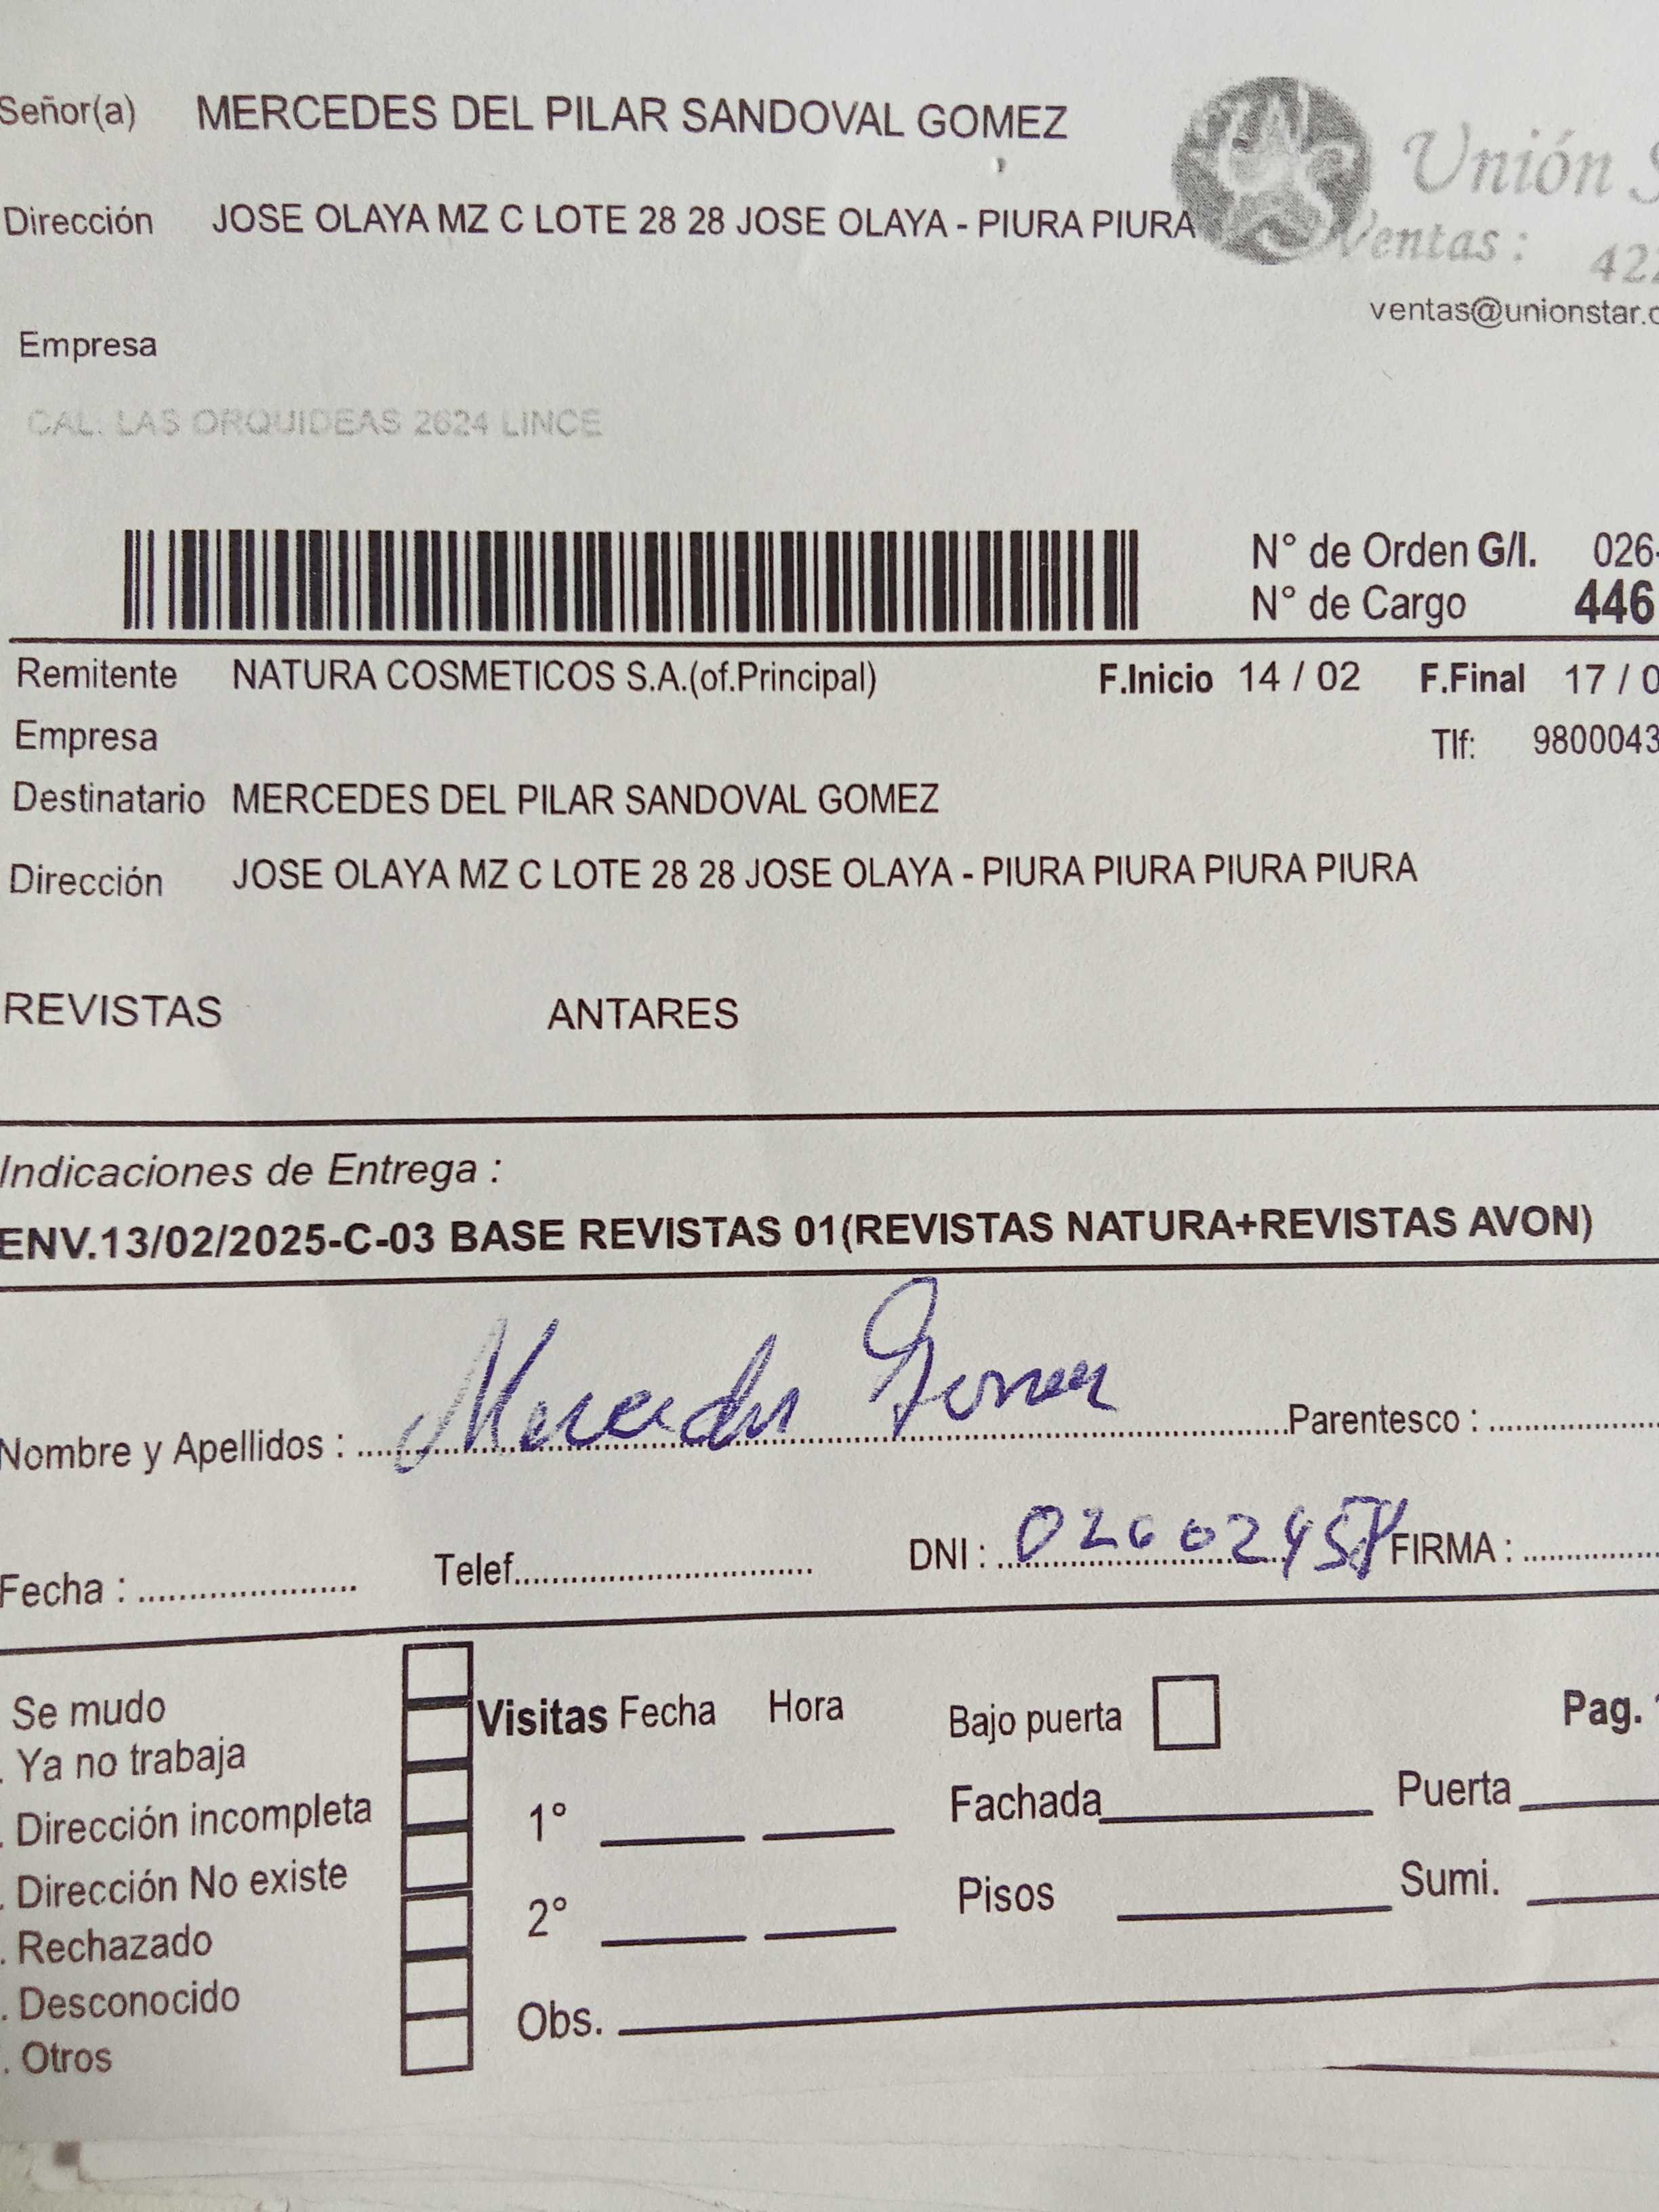 Señor(a) MERCEDES DEL PILAR SANDOVAL GOMEZ
Unión
Dirección JOSE OLAYA MZ C LOTE 28 28 JOSE OLAYA - PIURA PIURA
Ventas : 422
ventas@unionstar.c
Empresa
CAL. LAS ORQUIDEAS 2624 LINCE
N° de Orden G/I. 026-
N° de Cargo 446
Remitente NATURA COSMETICOS S.A.(of.Principal) F.Inicio 14 / 02 F.Final 17 / 0
Empresa Tlf: 9800043
Destinatario MERCEDES DEL PILAR SANDOVAL GOMEZ
Dirección JOSE OLAYA MZ C LOTE 28 28 JOSE OLAYA - PIURA PIURA PIURA PIURA
REVISTAS ANTARES
Indicaciones de Entrega :
ENV.13/02/2025-C-03 BASE REVISTAS 01(REVISTAS NATURA+REVISTAS AVON)
Nombre y Apellidos : Mercedes Gomez Parentesco :
Fecha : Telef. DNI : FIRMA :
Se mudo
Visitas Fecha Hora Bajo puerta Pag.
. Ya no trabaja
. Dirección incompleta 1° Fachada Puerta
. Dirección No existe
2° Pisos Sumi.
. Rechazado
. Desconocido
Obs.
. Otros